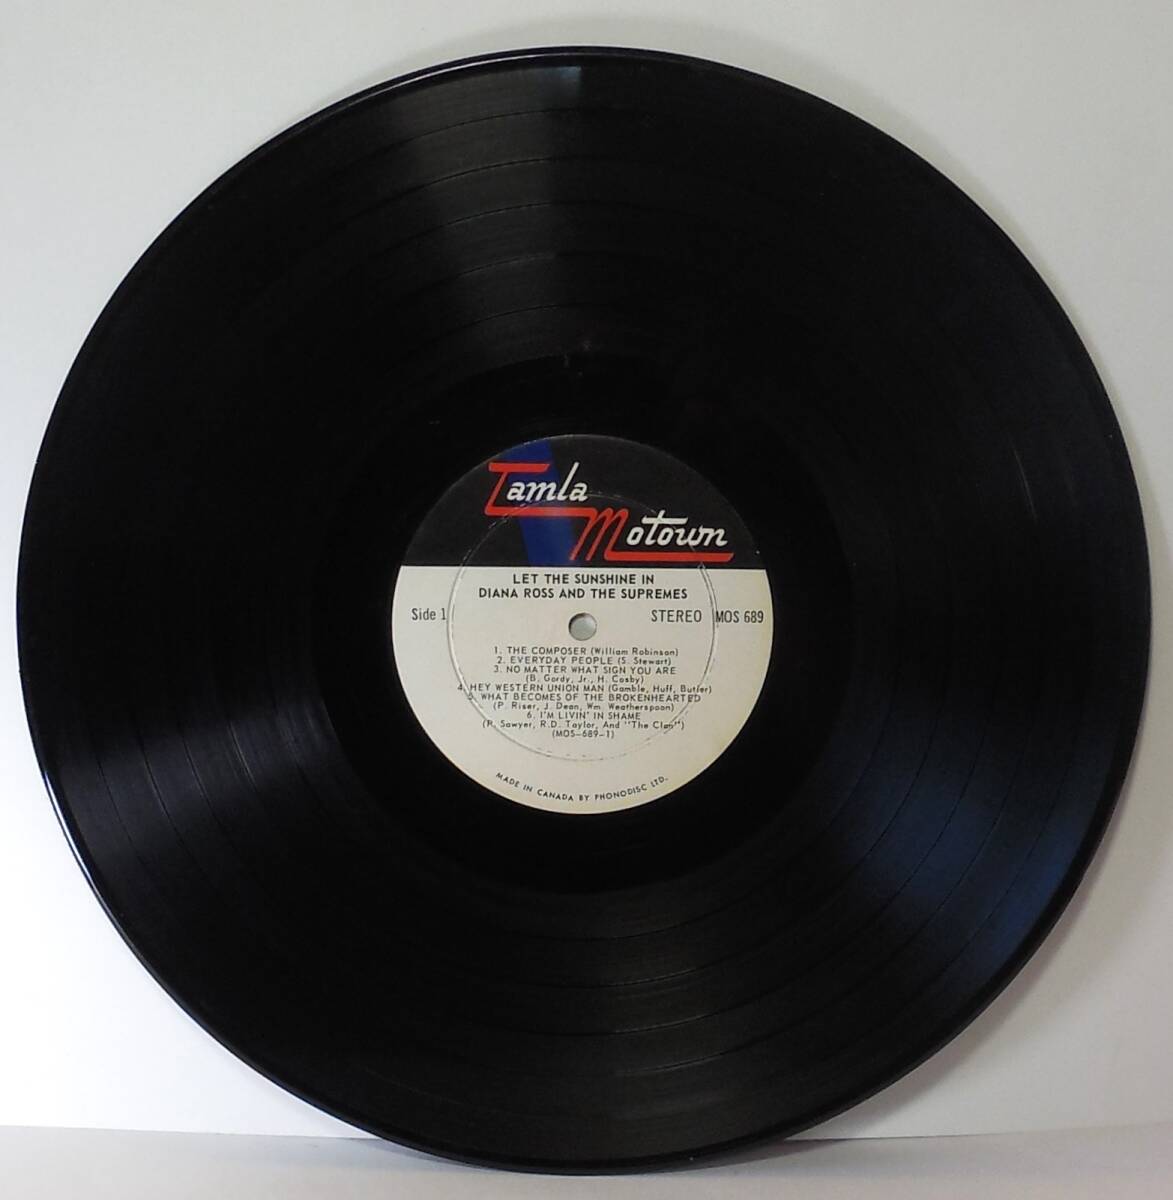 Tamla
Motown
LET THE SUNSHINE IN
DIANA ROSS AND THE SUPREMES
Side 1 STEREO MOS 689
1. THE COMPOSER (William Robinson)
2. EVERYDAY PEOPLE (S. Stewart)
3. NO MATTER WHAT SIGN YOU ARE
(B. Gordy, Jr., H. Cosby)
4. HEY WESTERN UNION MAN (Gamble, Huff, Butler)
5. WHAT BECOMES OF THE BROKENHEARTED
(P. Riser, J. Dean, Wm. Weatherspoon)
6. I'M LIVIN' IN SHAME
(P. Sawyer, R.D. Taylor, And "The Clan")
(MOS-689-1)
MADE IN CANADA BY PHONODISC LTD.